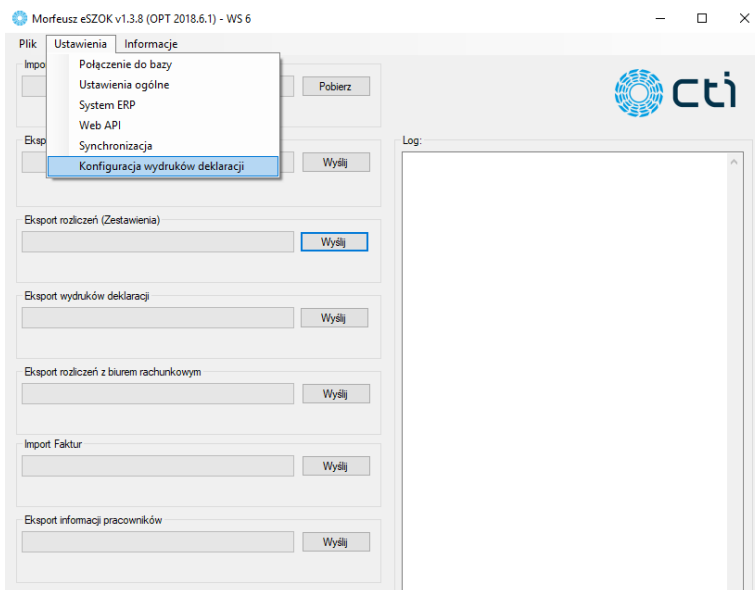 Morfeusz eSZOK v1.3.8 (OPT 2018.6.1) - WS 6
Plik Ustawienia Informacje
Połączenie do bazy
Ustawienia ogólne
System ERP
Web API
Synchronizacja
Konfiguracja wydruków deklaracji
Impo
Pobierz
cti
Eksp
Wyślij
Log:
Eksport rozliczeń (Zestawienia)
Wyślij
Eksport wydruków deklaracji
Wyślij
Eksport rozliczeń z biurem rachunkowym
Wyślij
Import Faktur
Wyślij
Eksport informacji pracowników
Wyślij